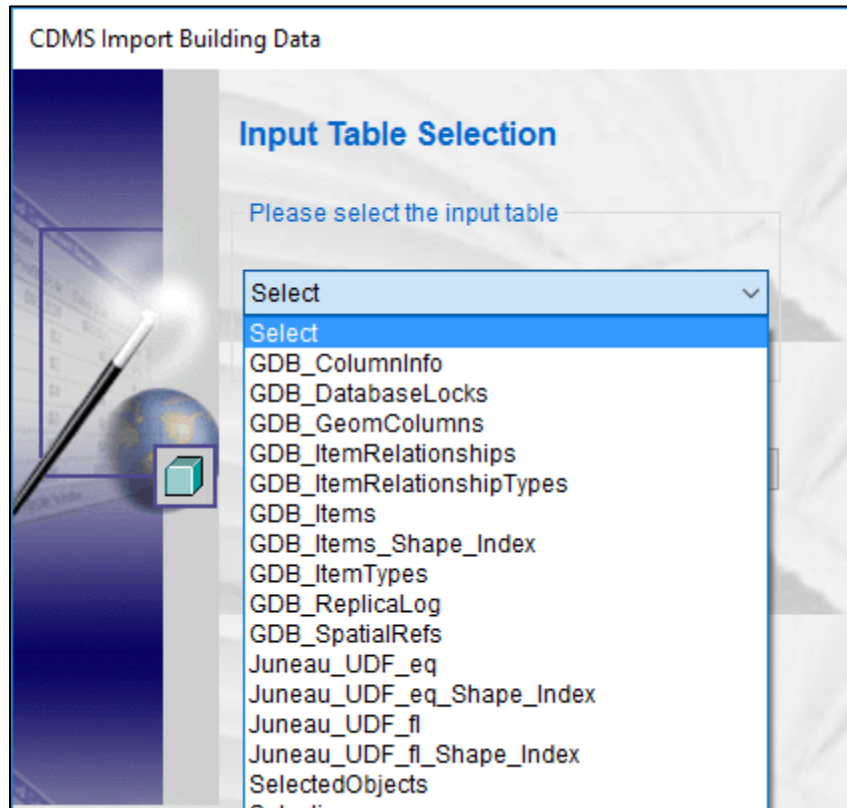 CDMS Import Building Data
Input Table Selection
Please select the input table
Select
Select
GDB_ColumnInfo
GDB_DatabaseLocks
GDB_GeomColumns
GDB_ItemRelationships
GDB_ItemRelationshipTypes
GDB_Items
GDB_Items_Shape_Index
GDB_ItemTypes
GDB_ReplicaLog
GDB_SpatialRefs
Juneau_UDF_eq
Juneau_UDF_eq_Shape_Index
Juneau_UDF_fl
Juneau_UDF_fl_Shape_Index
SelectedObjects